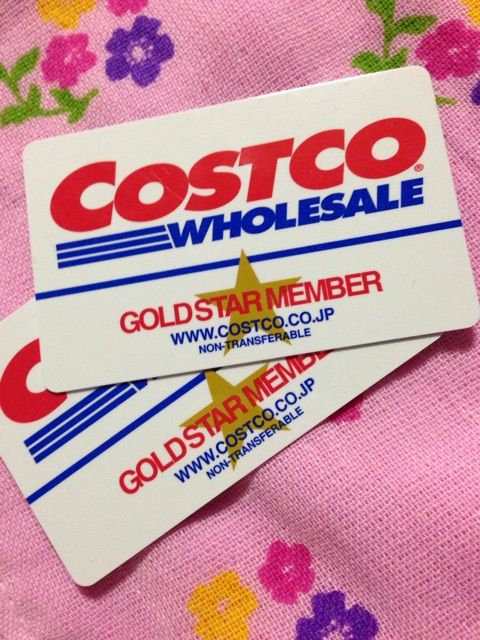 COSTCO®
WHOLESALE
GOLD STAR MEMBER
WWW.COSTCO.CO.JP
NON-TRANSFERABLE
C
GOLD STAR MEMBE
WWW.COSTCO.CO.JP
NON-TRANSFERABLE